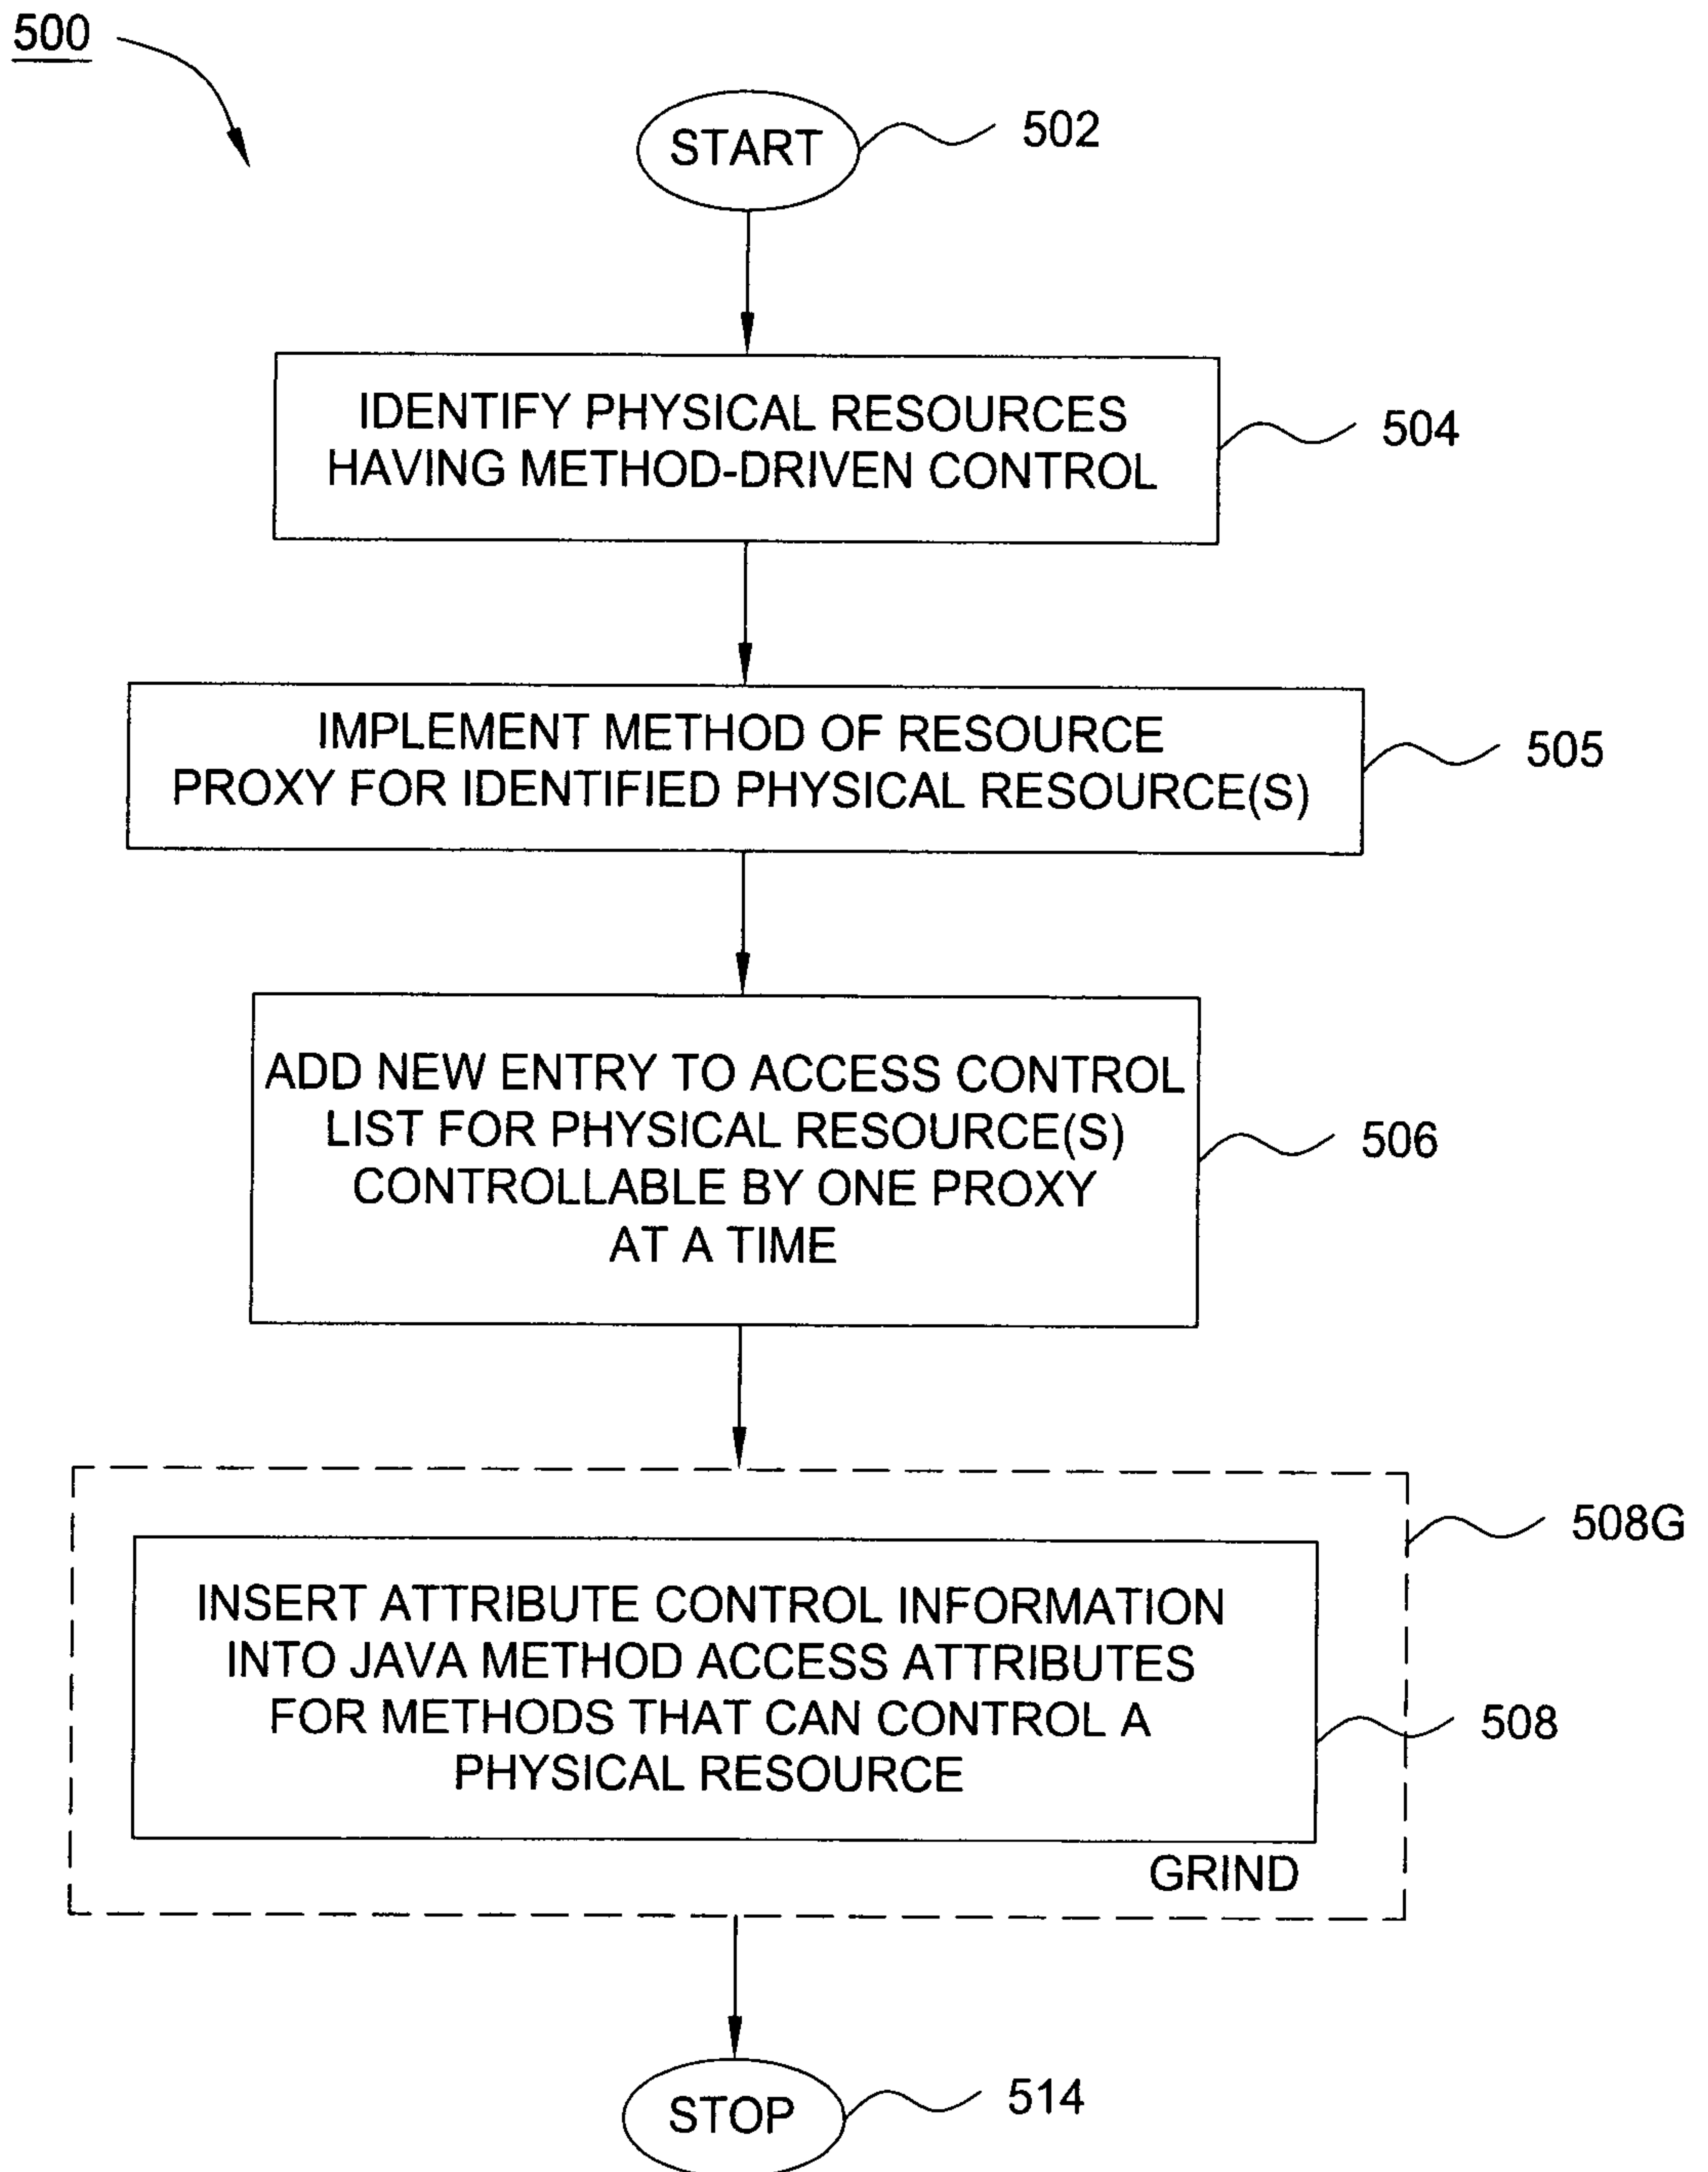 500
START
502
IDENTIFY PHYSICAL RESOURCES
HAVING METHOD-DRIVEN CONTROL
504
IMPLEMENT METHOD OF RESOURCE
PROXY FOR IDENTIFIED PHYSICAL RESOURCE(S)
505
ADD NEW ENTRY TO ACCESS CONTROL
LIST FOR PHYSICAL RESOURCE(S)
CONTROLLABLE BY ONE PROXY
AT A TIME
506
508G
INSERT ATTRIBUTE CONTROL INFORMATION
INTO JAVA METHOD ACCESS ATTRIBUTES
FOR METHODS THAT CAN CONTROL A
PHYSICAL RESOURCE
508
GRIND
STOP
514